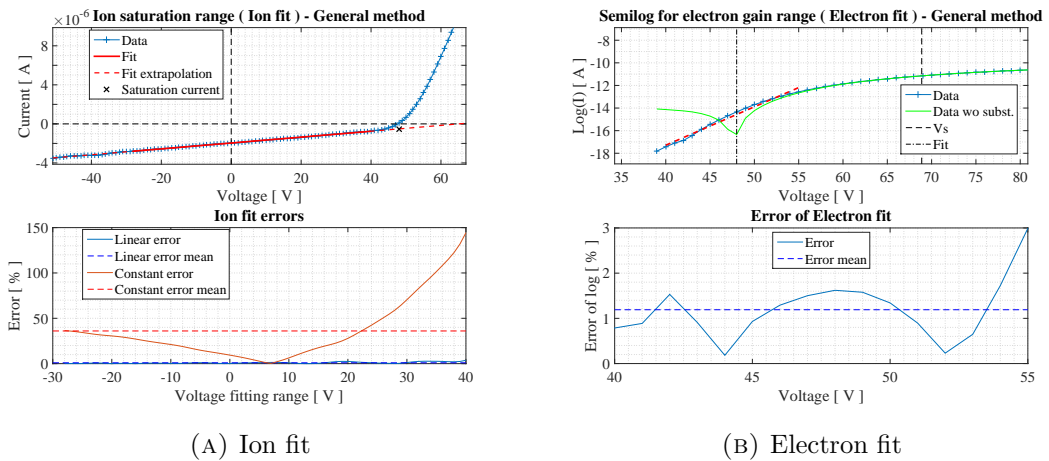 Ion saturation range ( Ion fit ) - General method
×10^-6
Current[ A]
8
6
4
2
0
-2
-4
Data
Fit
Fit extrapolation
Saturation current
-40 -20 0 20 40 60
Voltage [ V ]
Semilog for electron gain range ( Electron fit ) - General method
Log(I) [ A ]
-8
-10
-12
-14
-16
-18
Data
Data wo subst.
Vs
Fit
35 40 45 50 55 60 65 70 75 80
Voltage [ V ]
Ion fit errors
Error [ % ]
150
100
50
0
Linear error
Linear error mean
Constant error
Constant error mean
-30 -20 -10 0 10 20 30 40
Voltage fitting range [ V ]
Error of Electron fit
Error of log [ % ]
3
2
1
0
Error
Error mean
40 45 50 55
Voltage [ V ]
(A) Ion fit
(B) Electron fit